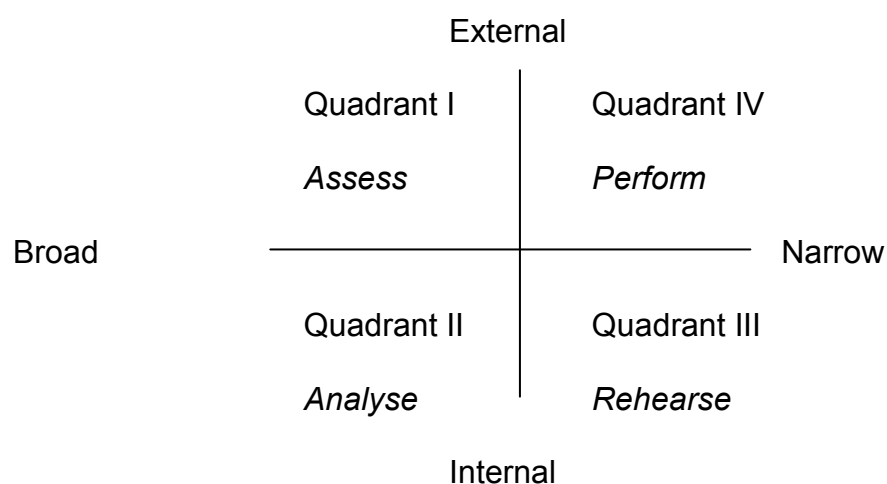 External
Quadrant I Quadrant IV
Assess Perform
Broad Narrow
Quadrant II Quadrant III
Analyse Rehearse
Internal